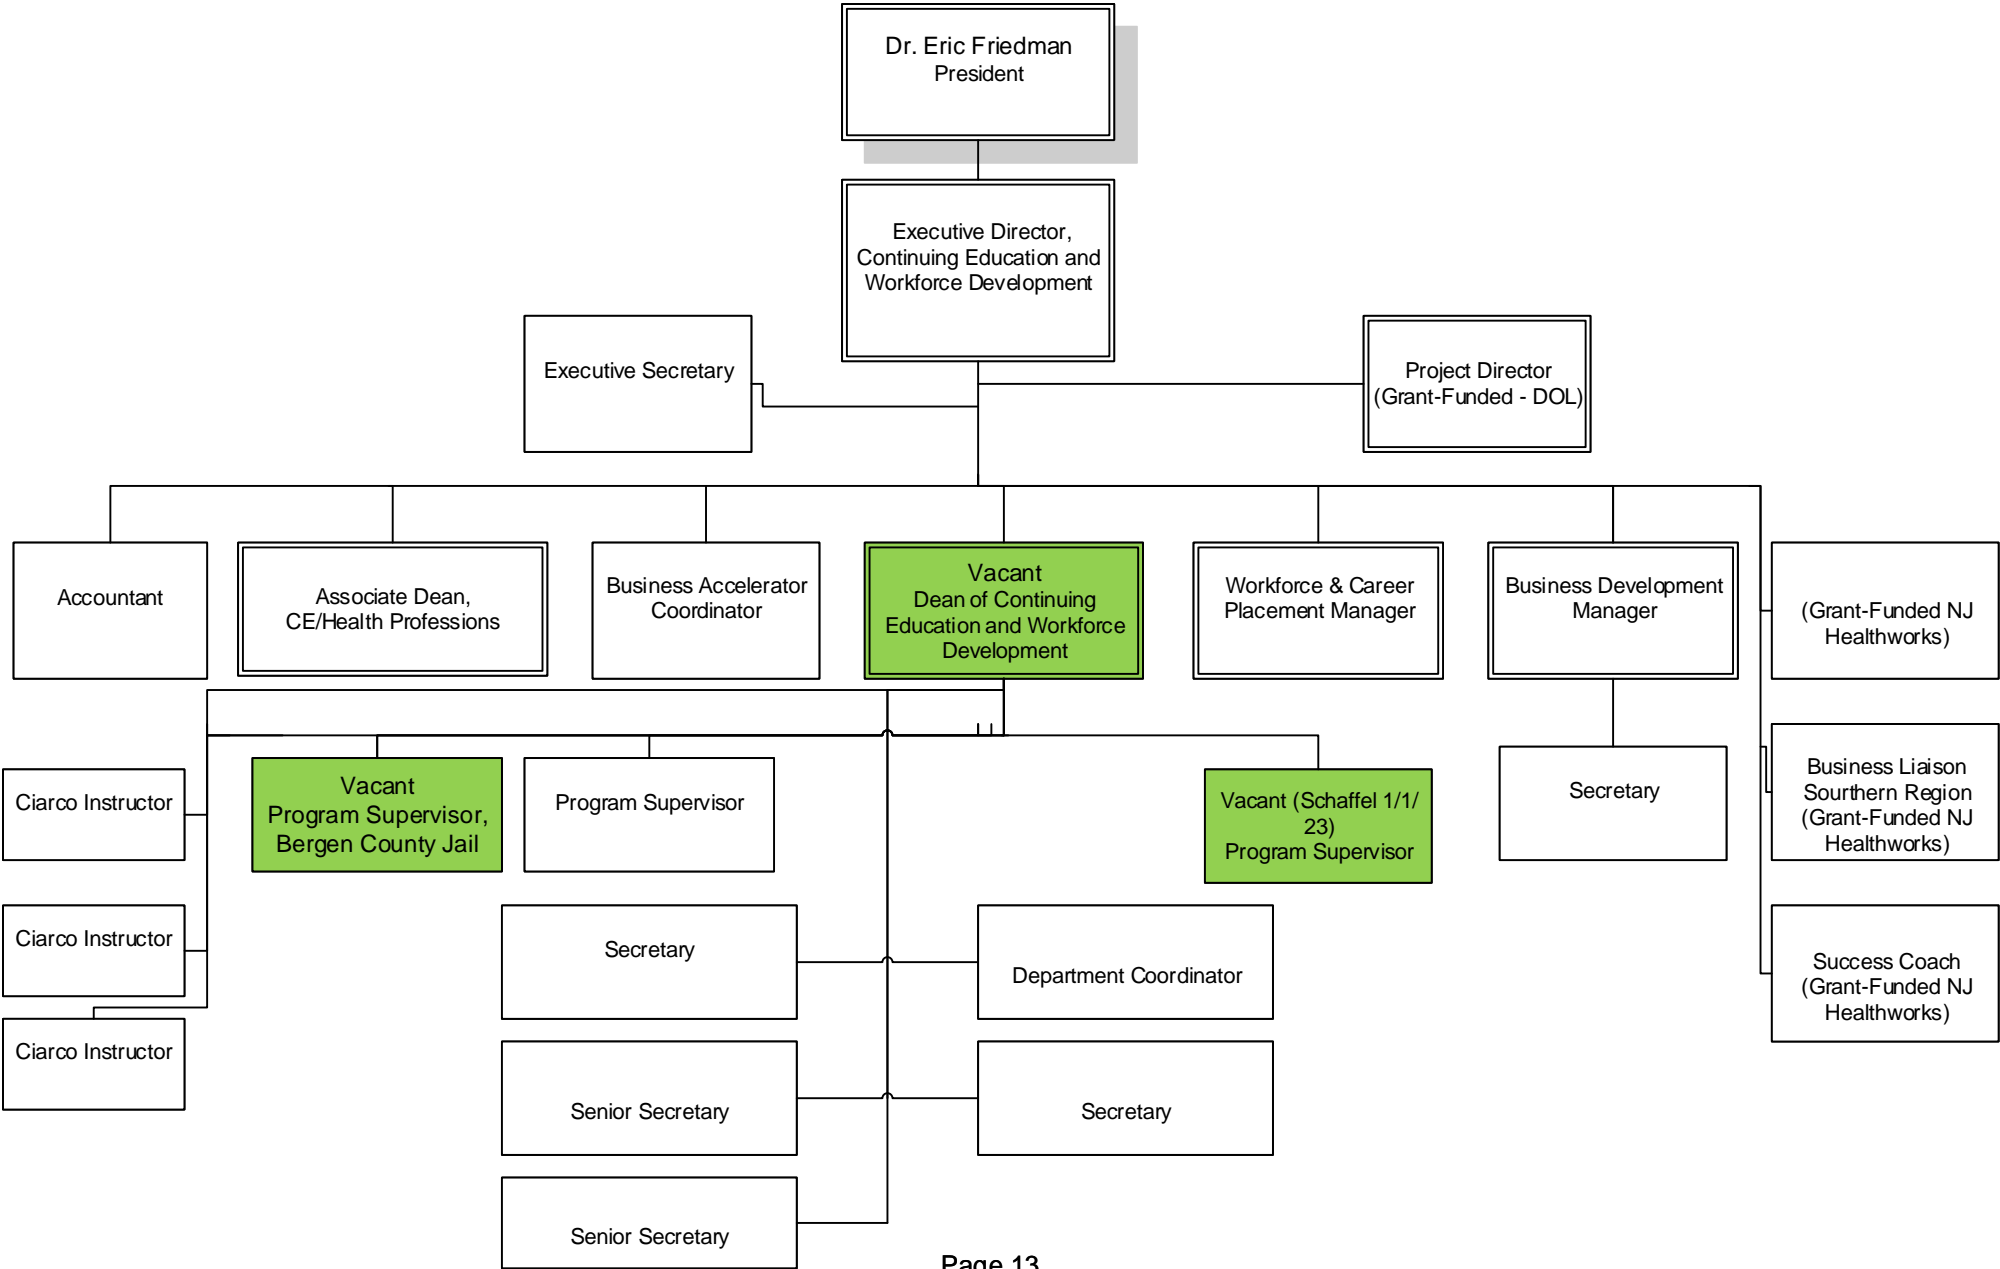 Dr. Eric Friedman
President
Executive Director,
Continuing Education and
Workforce Development
Executive Secretary
Project Director
(Grant-Funded - DOL)
Accountant
Associate Dean,
CE/Health Professions
Business Accelerator
Coordinator
Vacant
Dean of Continuing
Education and Workforce
Development
Workforce & Career
Placement Manager
Business Development
Manager
(Grant-Funded NJ
Healthworks)
Ciarco Instructor
Vacant
Program Supervisor,
Bergen County Jail
Program Supervisor
Vacant (Schaffel 1/1/
23)
Program Supervisor
Secretary
Business Liaison
Sourthern Region
(Grant-Funded NJ
Healthworks)
Ciarco Instructor
Secretary
Department Coordinator
Success Coach
(Grant-Funded NJ
Healthworks)
Ciarco Instructor
Senior Secretary
Secretary
Senior Secretary
Page 13